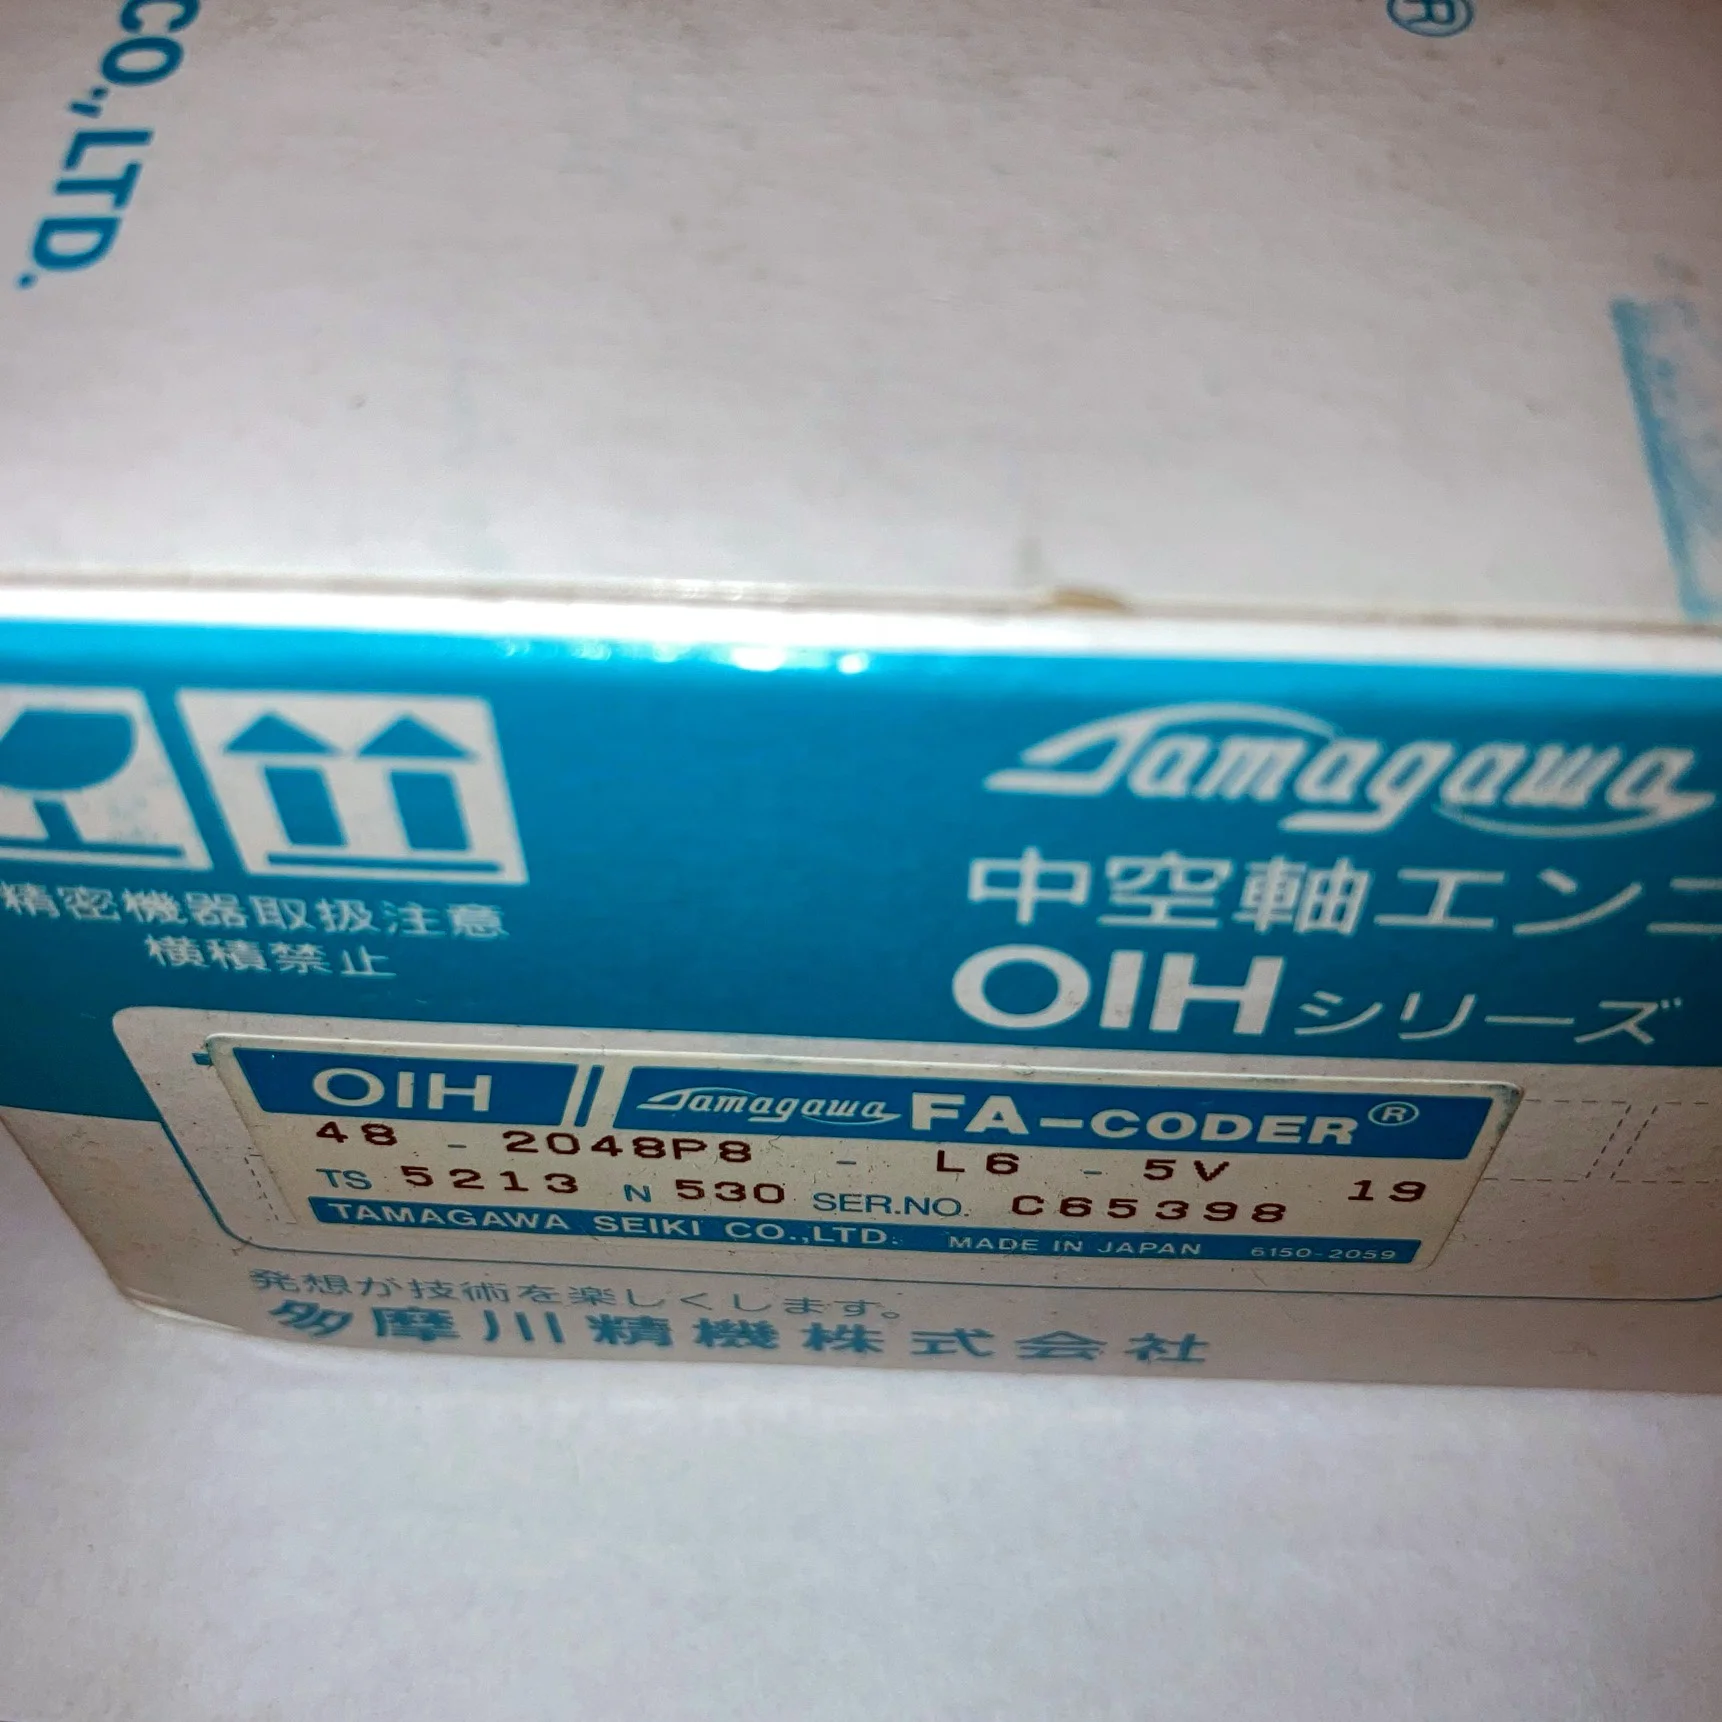 CO.,LTD.
®
Tamagawa
中空軸エンコ
OIHシリーズ
精密機器取扱注意
横積禁止
OIH Tamagawa FA-CODER®
48 - 2048P8 - L6 - 5V 19
TS 5213 N 530 SER.NO. C65398
TAMAGAWA SEIKI CO.,LTD. MADE IN JAPAN 6150-2059
発想が技術を楽しくします。
多摩川精機株式会社